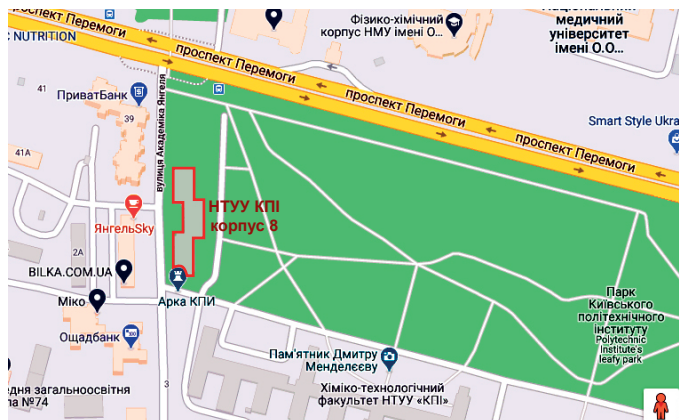 C NUTRITION
проспект Перемоги
Фізико-хімічний
корпус НМУ імені О...
медичний
університет
імені О.О...
проспект Перемоги
проспект Перемоги
проспект Перемоги
41
ПриватБанк
39
вулиця Академіка Янгеля
Smart Style Ukra
41А
ЯнгельSky
НТУУ КПІ
корпус 8
2А
BILKA.COM.UA
Міко
Арка КПИ
Ощадбанк
Парк
Київського
політехнічного
інституту
Polytechnic
Institute's
leafy park
Пам'ятник Дмитру
Менделєєву
Хіміко-технологічний
факультет НТУУ «КПІ»
3
едня загальноосвітня
ла №74